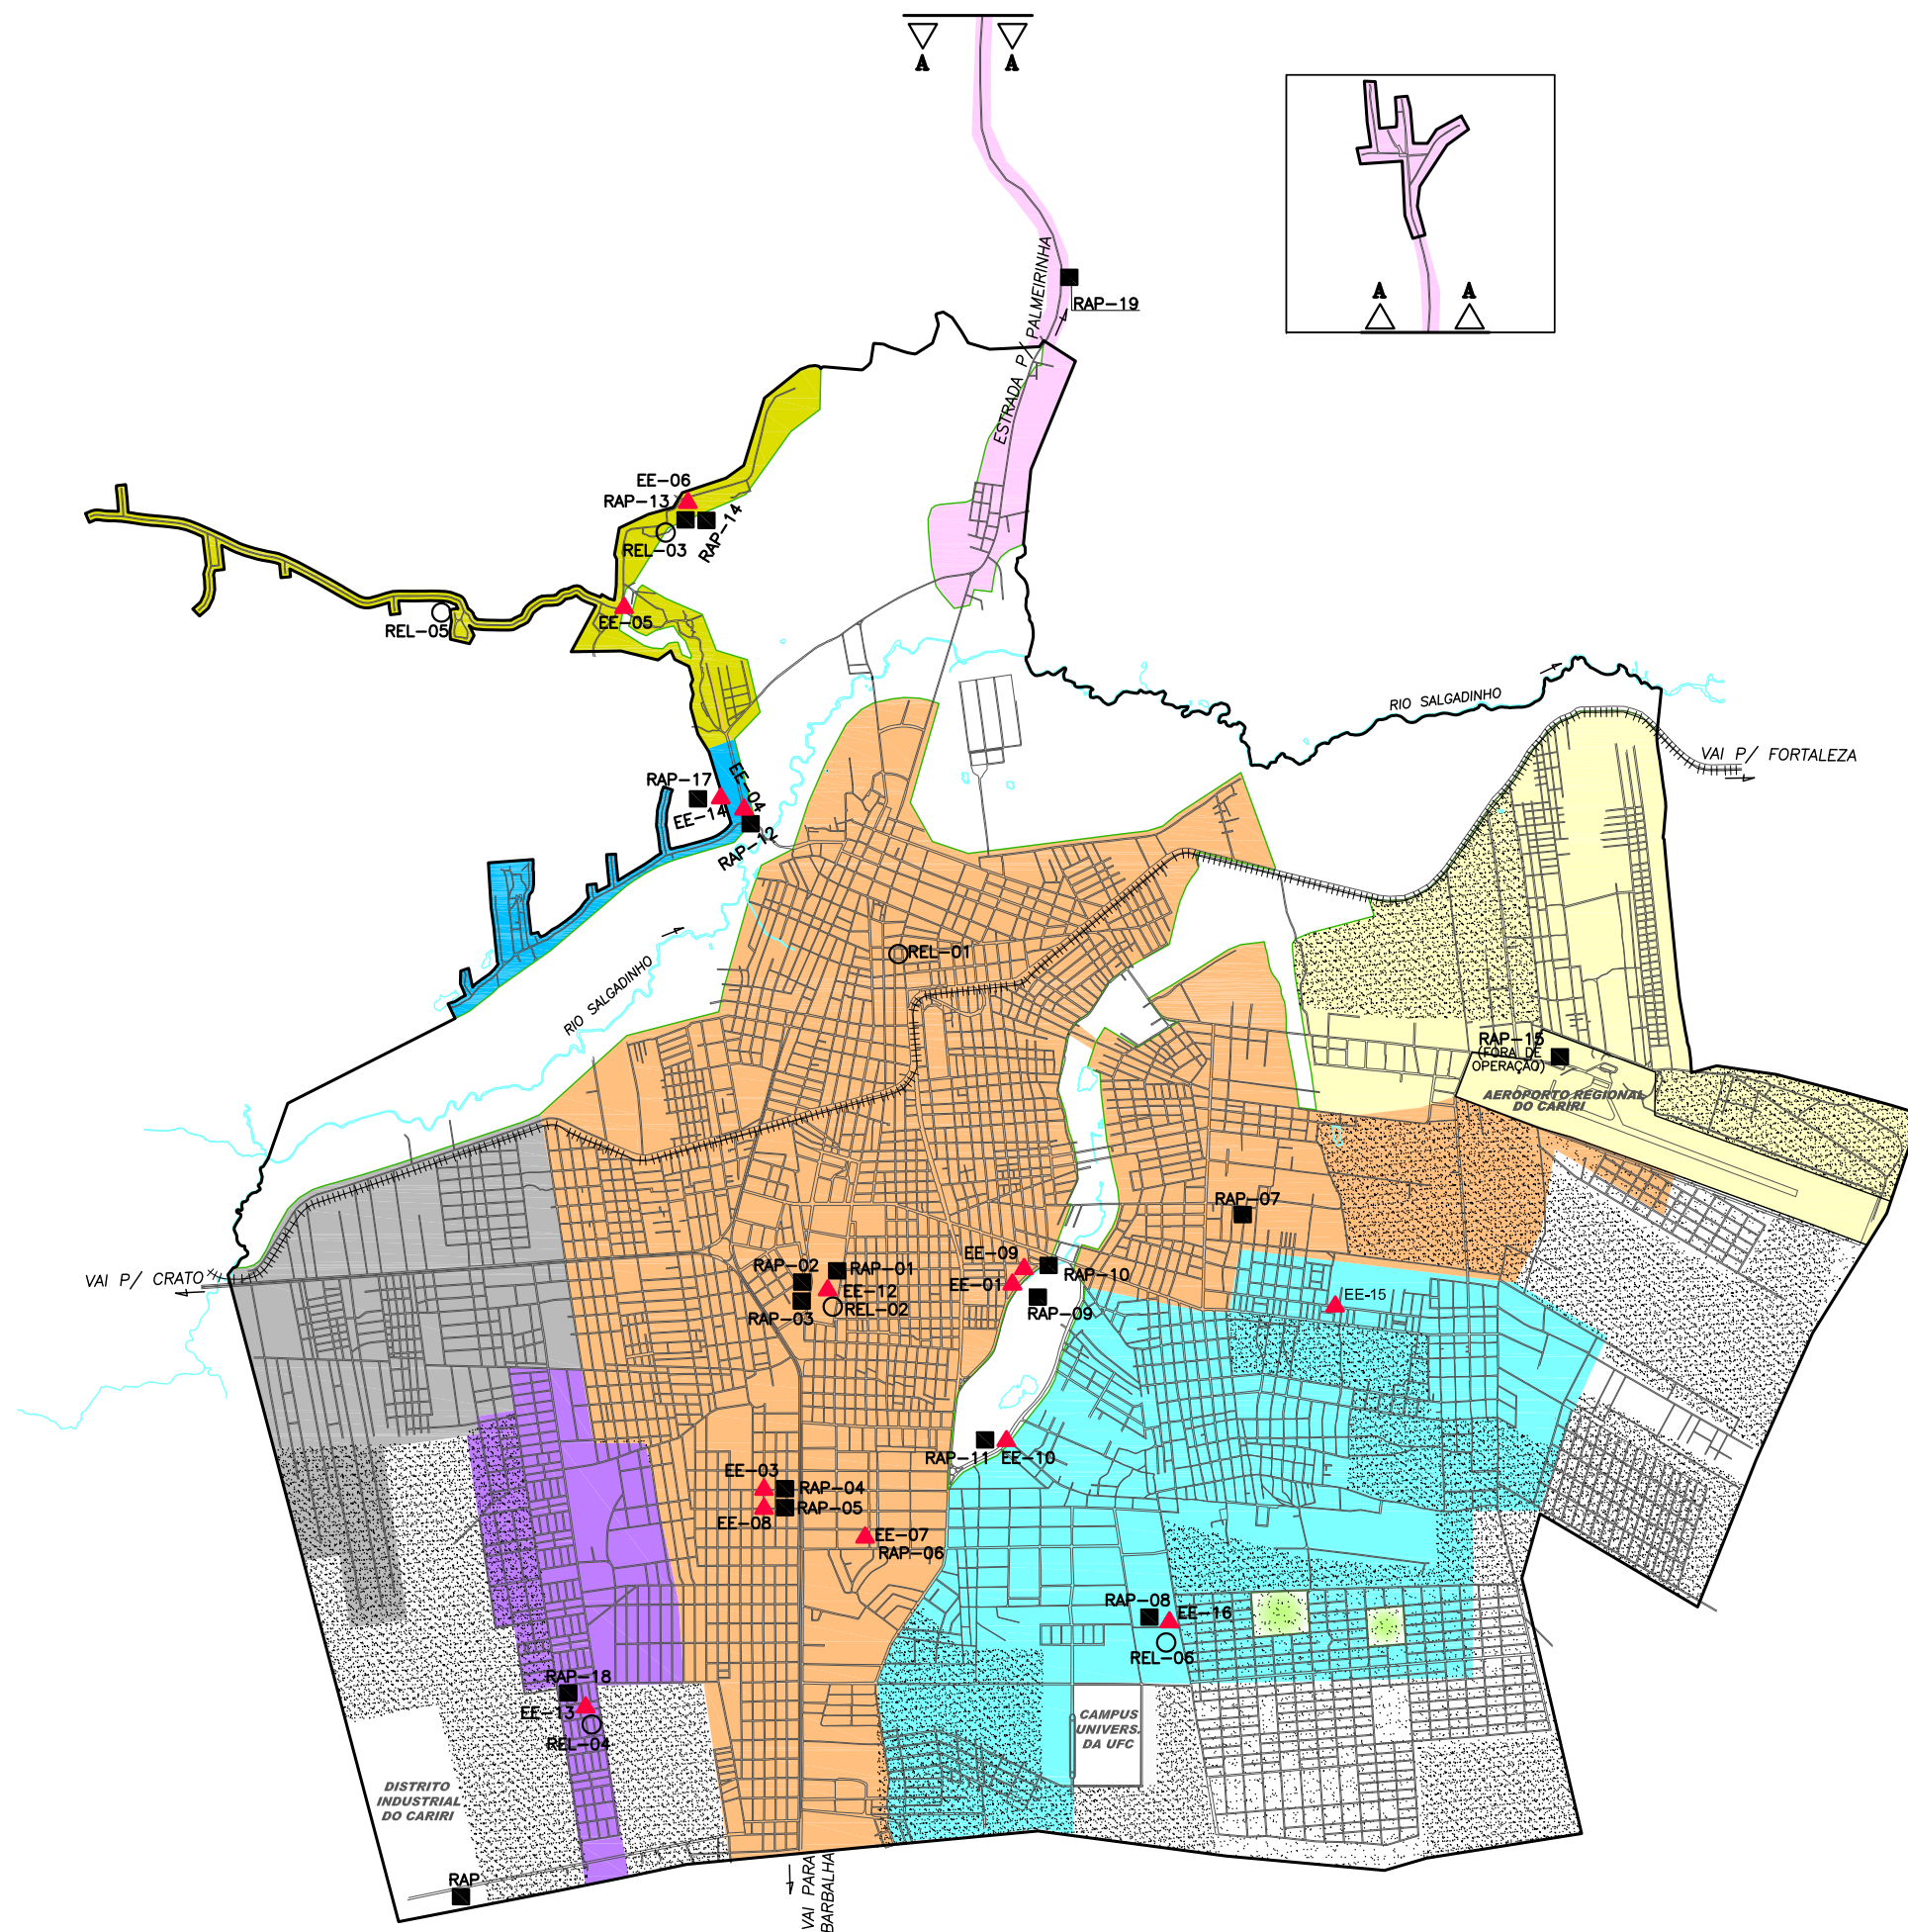 A
A
A
A
ESTRADA P/ PALMEIRINHA
RAP-19
EE-06
RAP-13
RAP-14
REL-03
REL-05
EE-05
RIO SALGADINHO
VAI P/ FORTALEZA
RAP-17
EE-04
EE-14
RAP-12
REL-01
RIO SALGADINHO
RAP-15
(FORA DE
OPERAÇÃO)
AEROPORTO REGIONAL
DO CARIRI
RAP-07
VAI P/ CRATO
RAP-02
RAP-01
EE-12
RAP-03
REL-02
EE-09
RAP-10
EE-01
RAP-09
EE-15
RAP-11
EE-10
EE-03
RAP-04
RAP-05
EE-08
EE-07
RAP-06
RAP-08
EE-16
REL-06
RAP-18
EE-13
REL-04
CAMPUS
UNIVERS.
DA UFC
DISTRITO
INDUSTRIAL
DO CARIRI
RAP
VAI PARA
BARBALHA